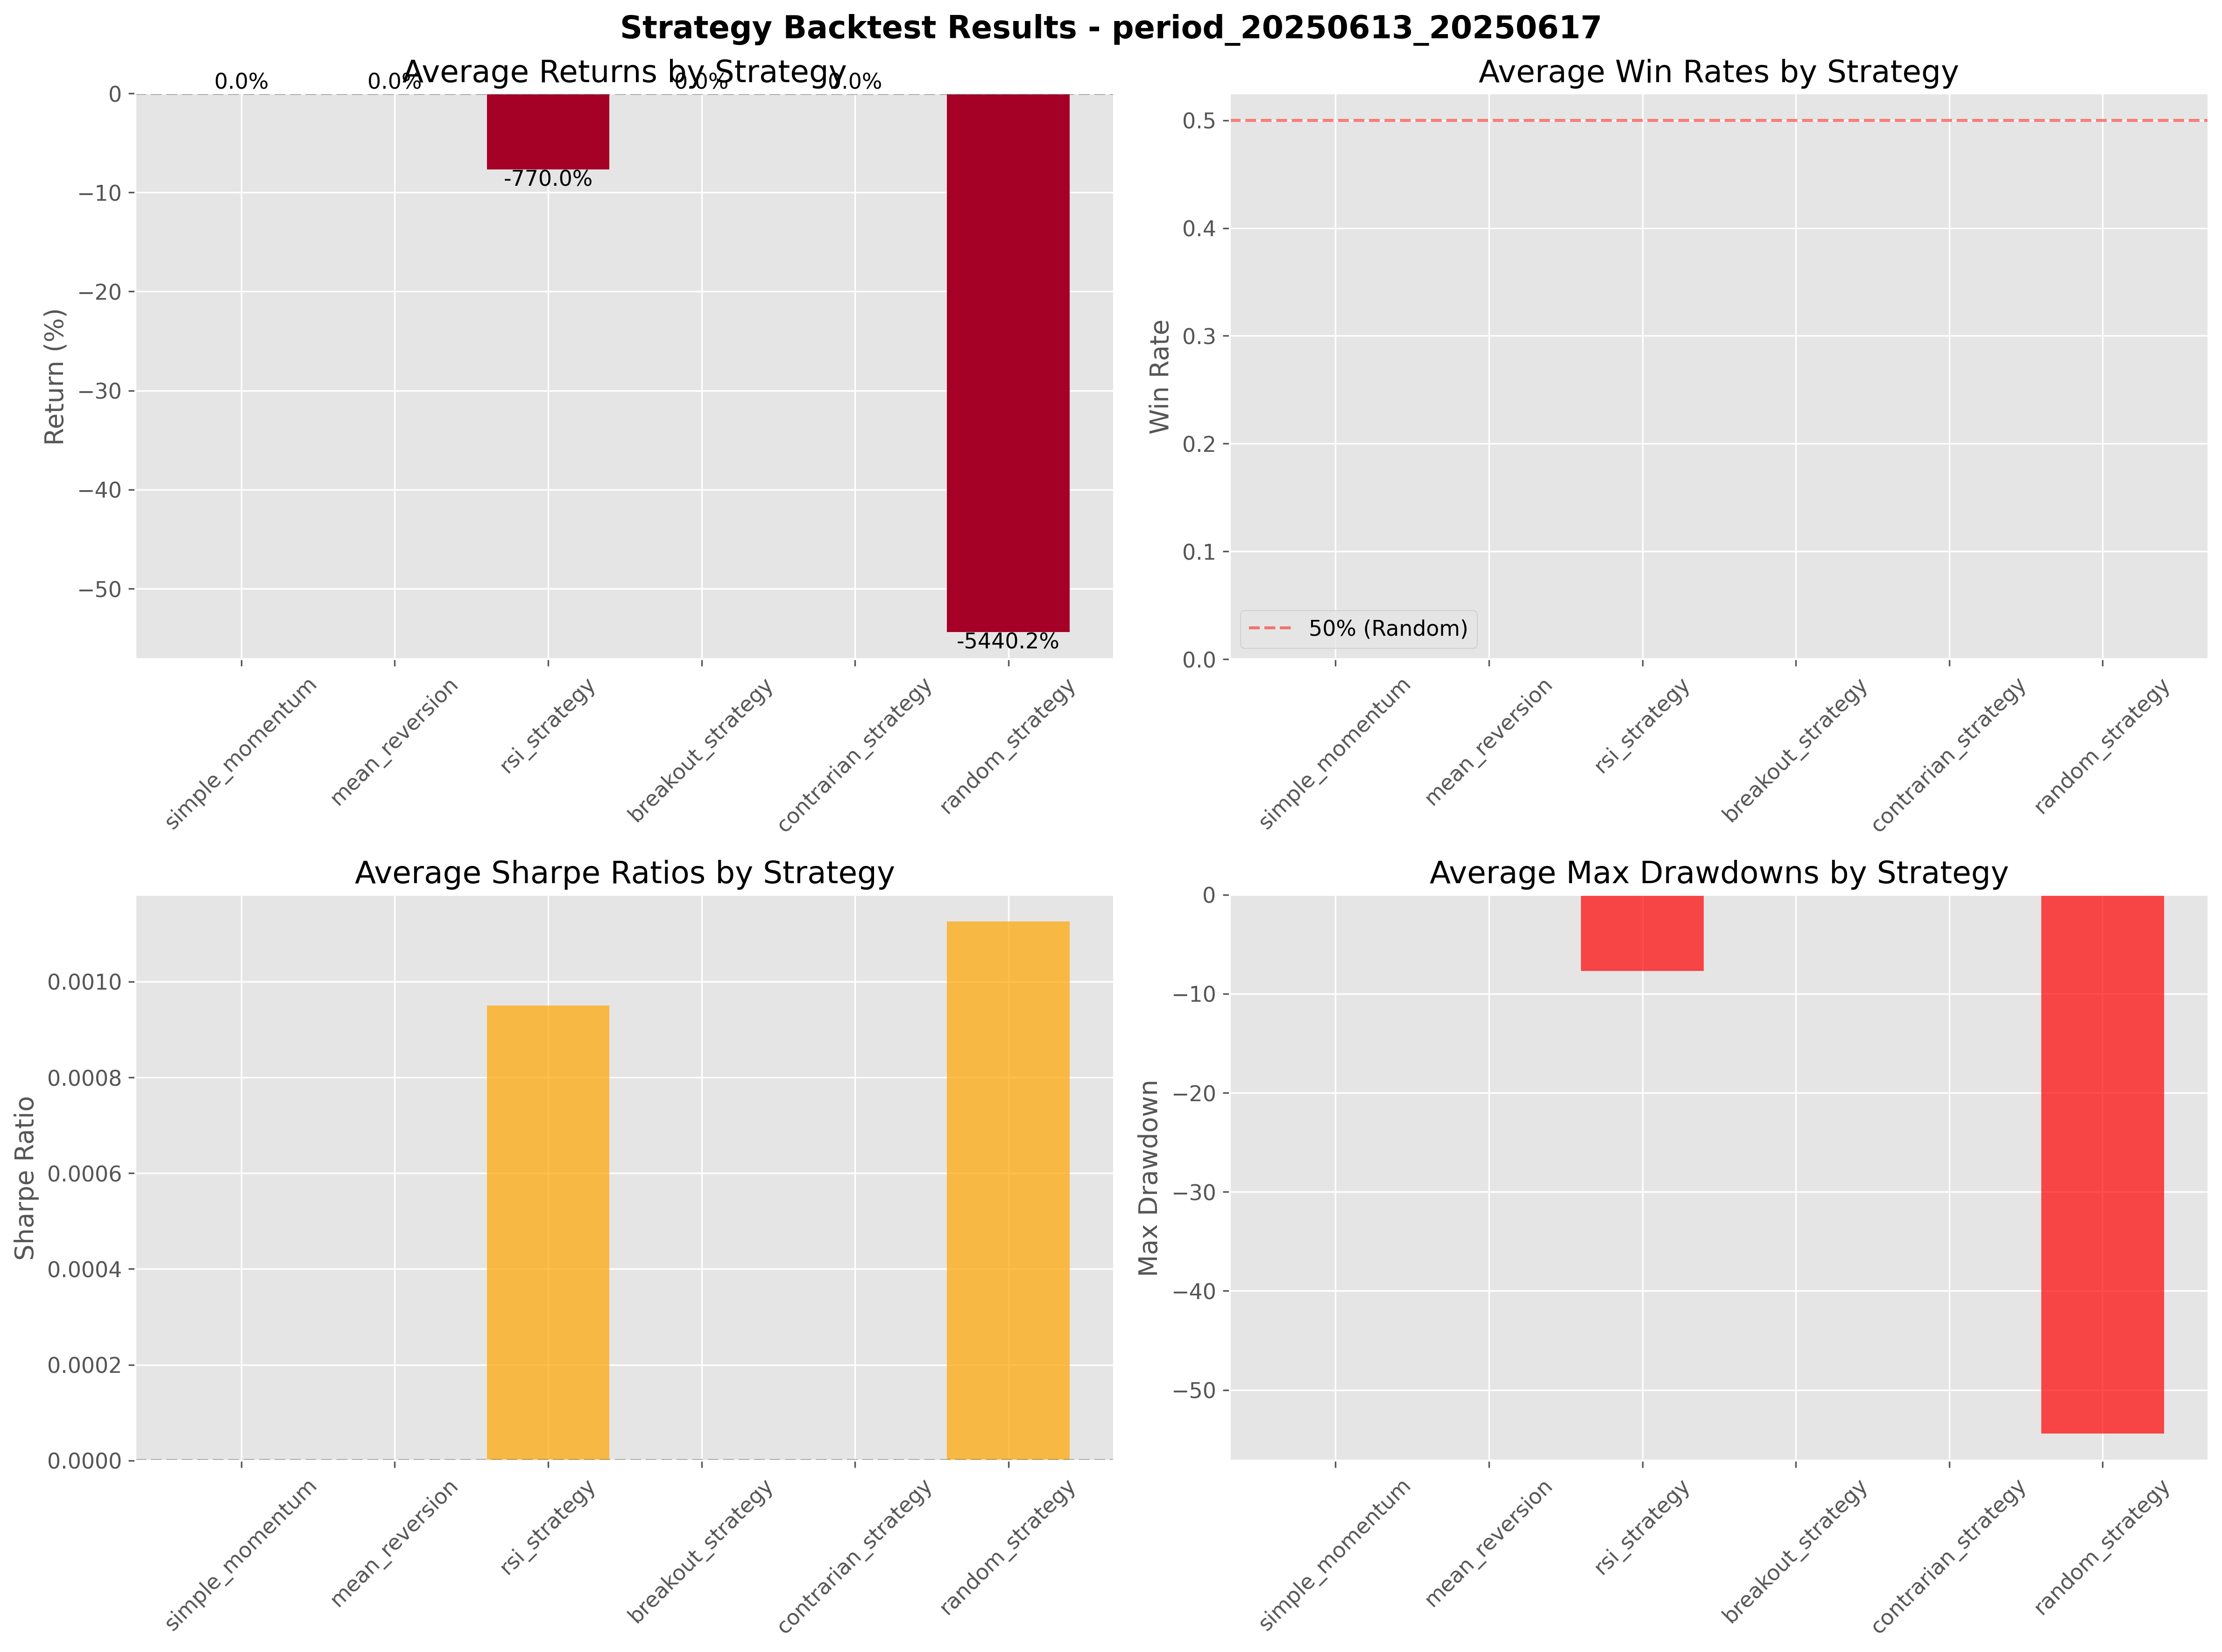 Strategy Backtest Results - period_20250613_20250617
Average Returns by Strategy
0.0%
0.0%
0.0%
0.0%
-770.0%
-5440.2%
Return (%)
0
−10
−20
−30
−40
−50
simple_momentum
mean_reversion
rsi_strategy
breakout_strategy
contrarian_strategy
random_strategy
Average Win Rates by Strategy
Win Rate
0.5
0.4
0.3
0.2
0.1
0.0
50% (Random)
simple_momentum
mean_reversion
rsi_strategy
breakout_strategy
contrarian_strategy
random_strategy
Average Sharpe Ratios by Strategy
Sharpe Ratio
0.0010
0.0008
0.0006
0.0004
0.0002
0.0000
simple_momentum
mean_reversion
rsi_strategy
breakout_strategy
contrarian_strategy
random_strategy
Average Max Drawdowns by Strategy
Max Drawdown
0
−10
−20
−30
−40
−50
simple_momentum
mean_reversion
rsi_strategy
breakout_strategy
contrarian_strategy
random_strategy